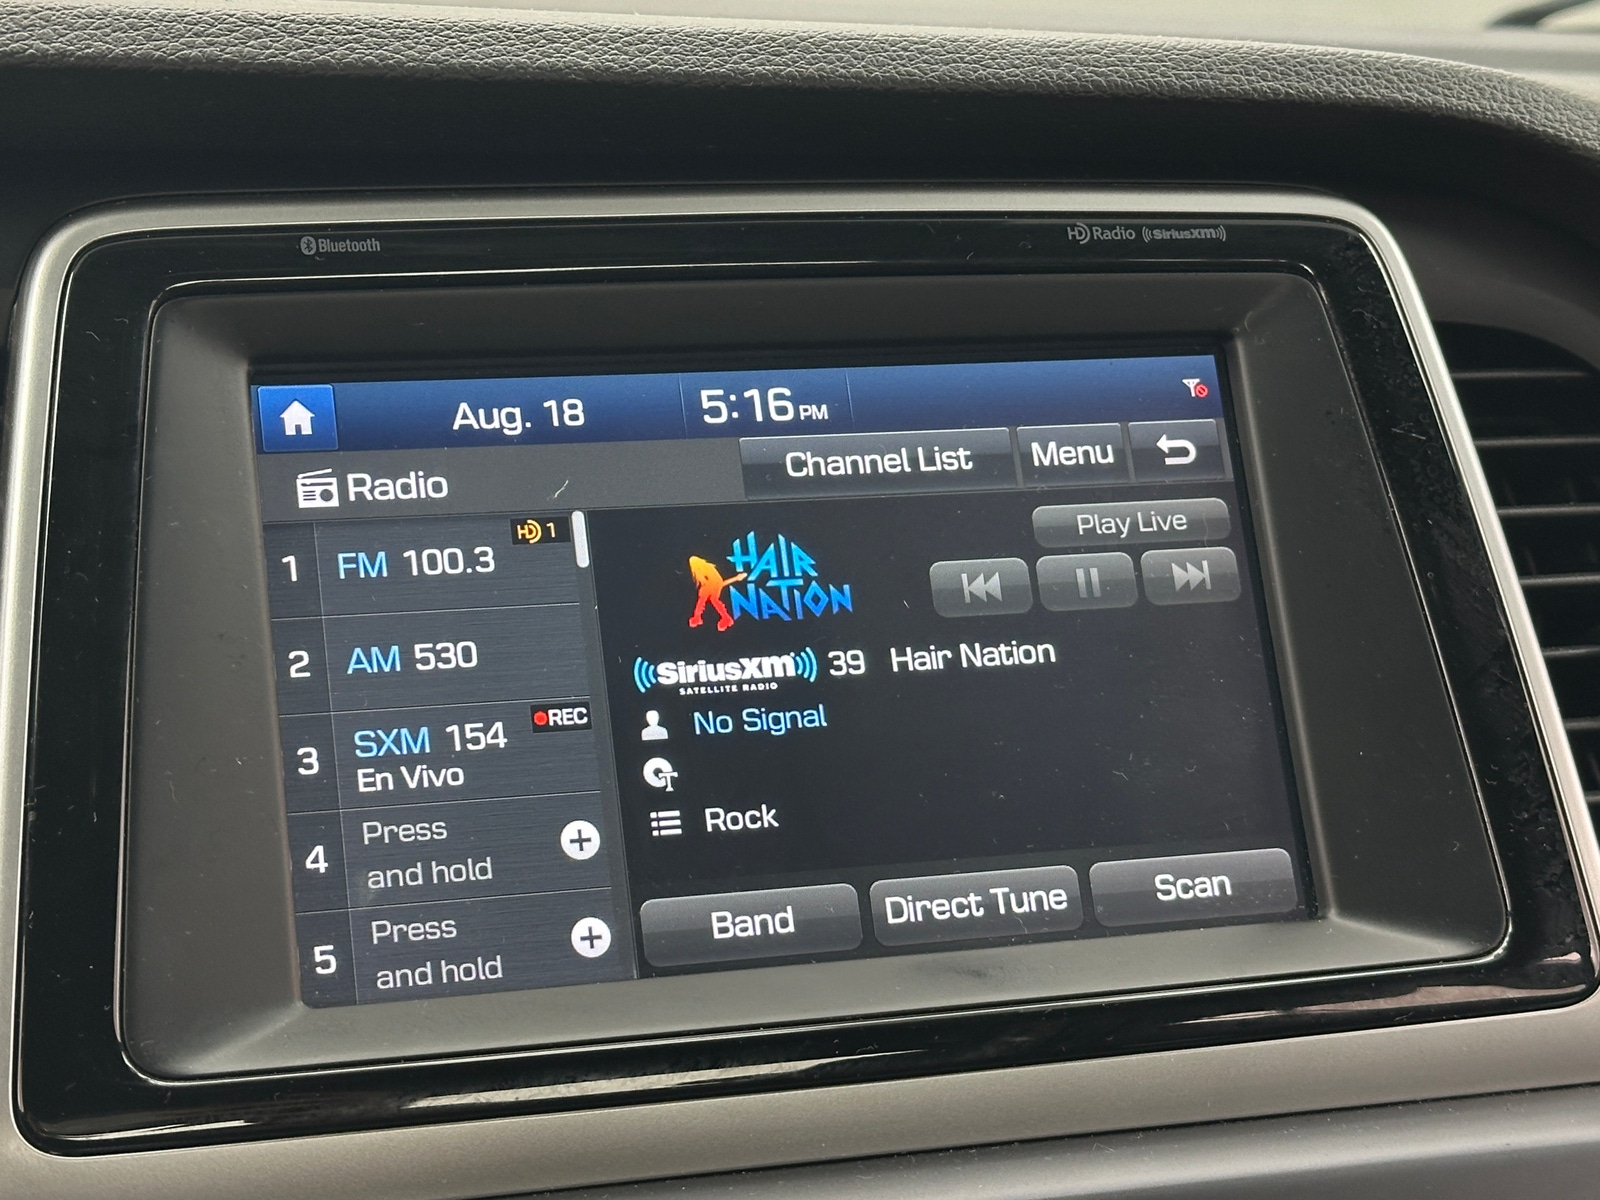 Bluetooth
HD Radio ((SiriusXM))
Aug. 18 5:16 PM
Radio
Channel List Menu
1 FM 100.3 HD 1
2 AM 530
3 SXM 154 REC
En Vivo
4 Press
and hold
5 Press
and hold
Play Live
HAIR
NATION
((SiriusXM)) 39 Hair Nation
SATELLITE RADIO
No Signal
Rock
Band Direct Tune Scan